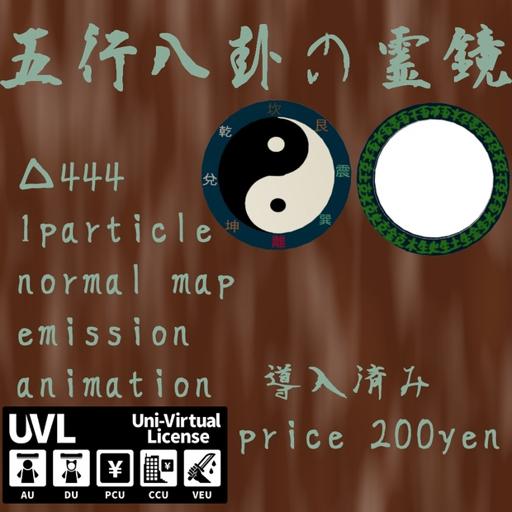 五行八卦の霊鏡
坎
乾 艮
兌 震
坤 巽
離
△444
1particle
normal map
emission
animation
導入済み
price 200yen
UVL
Uni-Virtual
License
AU DU PCU CCU VEU